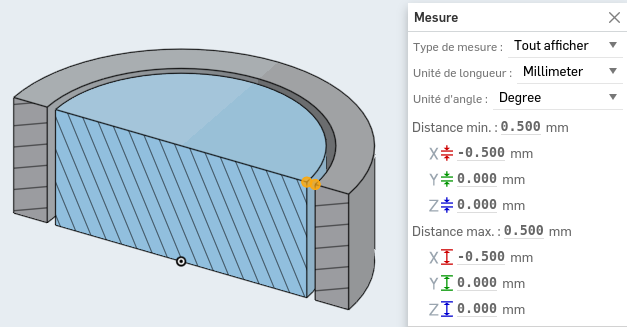 Mesure
Type de mesure : Tout afficher
Unité de longueur : Millimeter
Unité d'angle : Degree
Distance min. : 0.500 mm
X -0.500 mm
Y 0.000 mm
Z 0.000 mm
Distance max. : 0.500 mm
X -0.500 mm
Y 0.000 mm
Z 0.000 mm